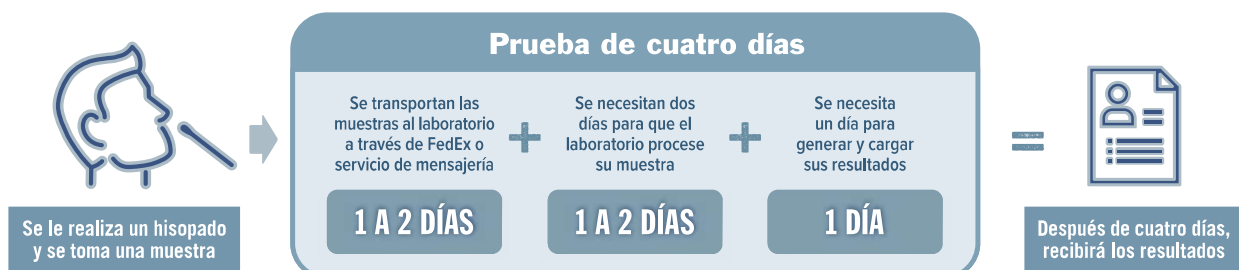 Prueba de cuatro días
Se le realiza un hisopado
y se toma una muestra
Se transportan las
muestras al laboratorio
a través de FedEx o
servicio de mensajería
1 A 2 DÍAS
+
Se necesitan dos
días para que el
laboratorio procese
su muestra
1 A 2 DÍAS
+
Se necesita
un día para
generar y cargar
sus resultados
1 DÍA
=
Después de cuatro días,
recibirá los resultados